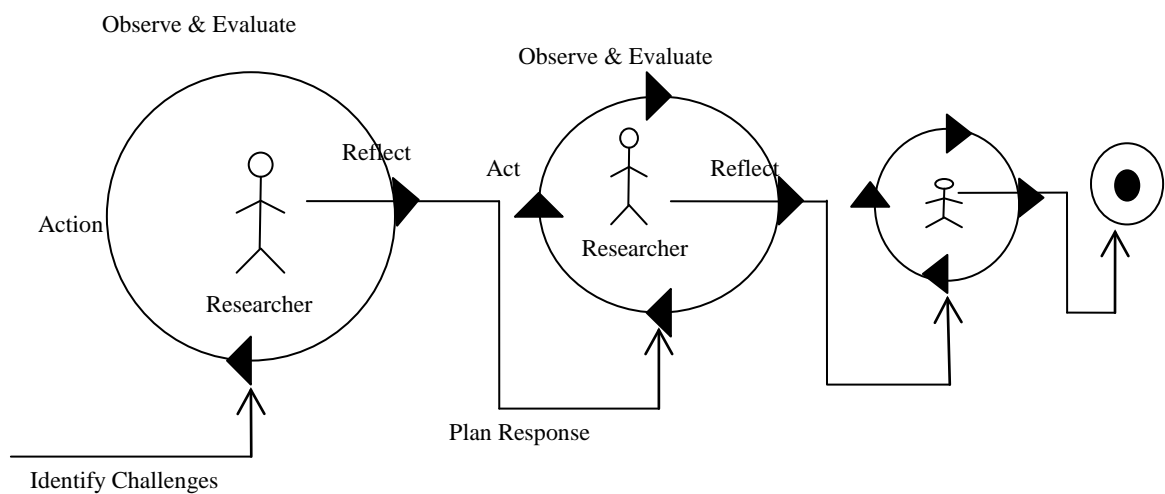 Observe & Evaluate
Observe & Evaluate
Reflect
Act
Reflect
Action
Researcher
Researcher
Plan Response
Identify Challenges